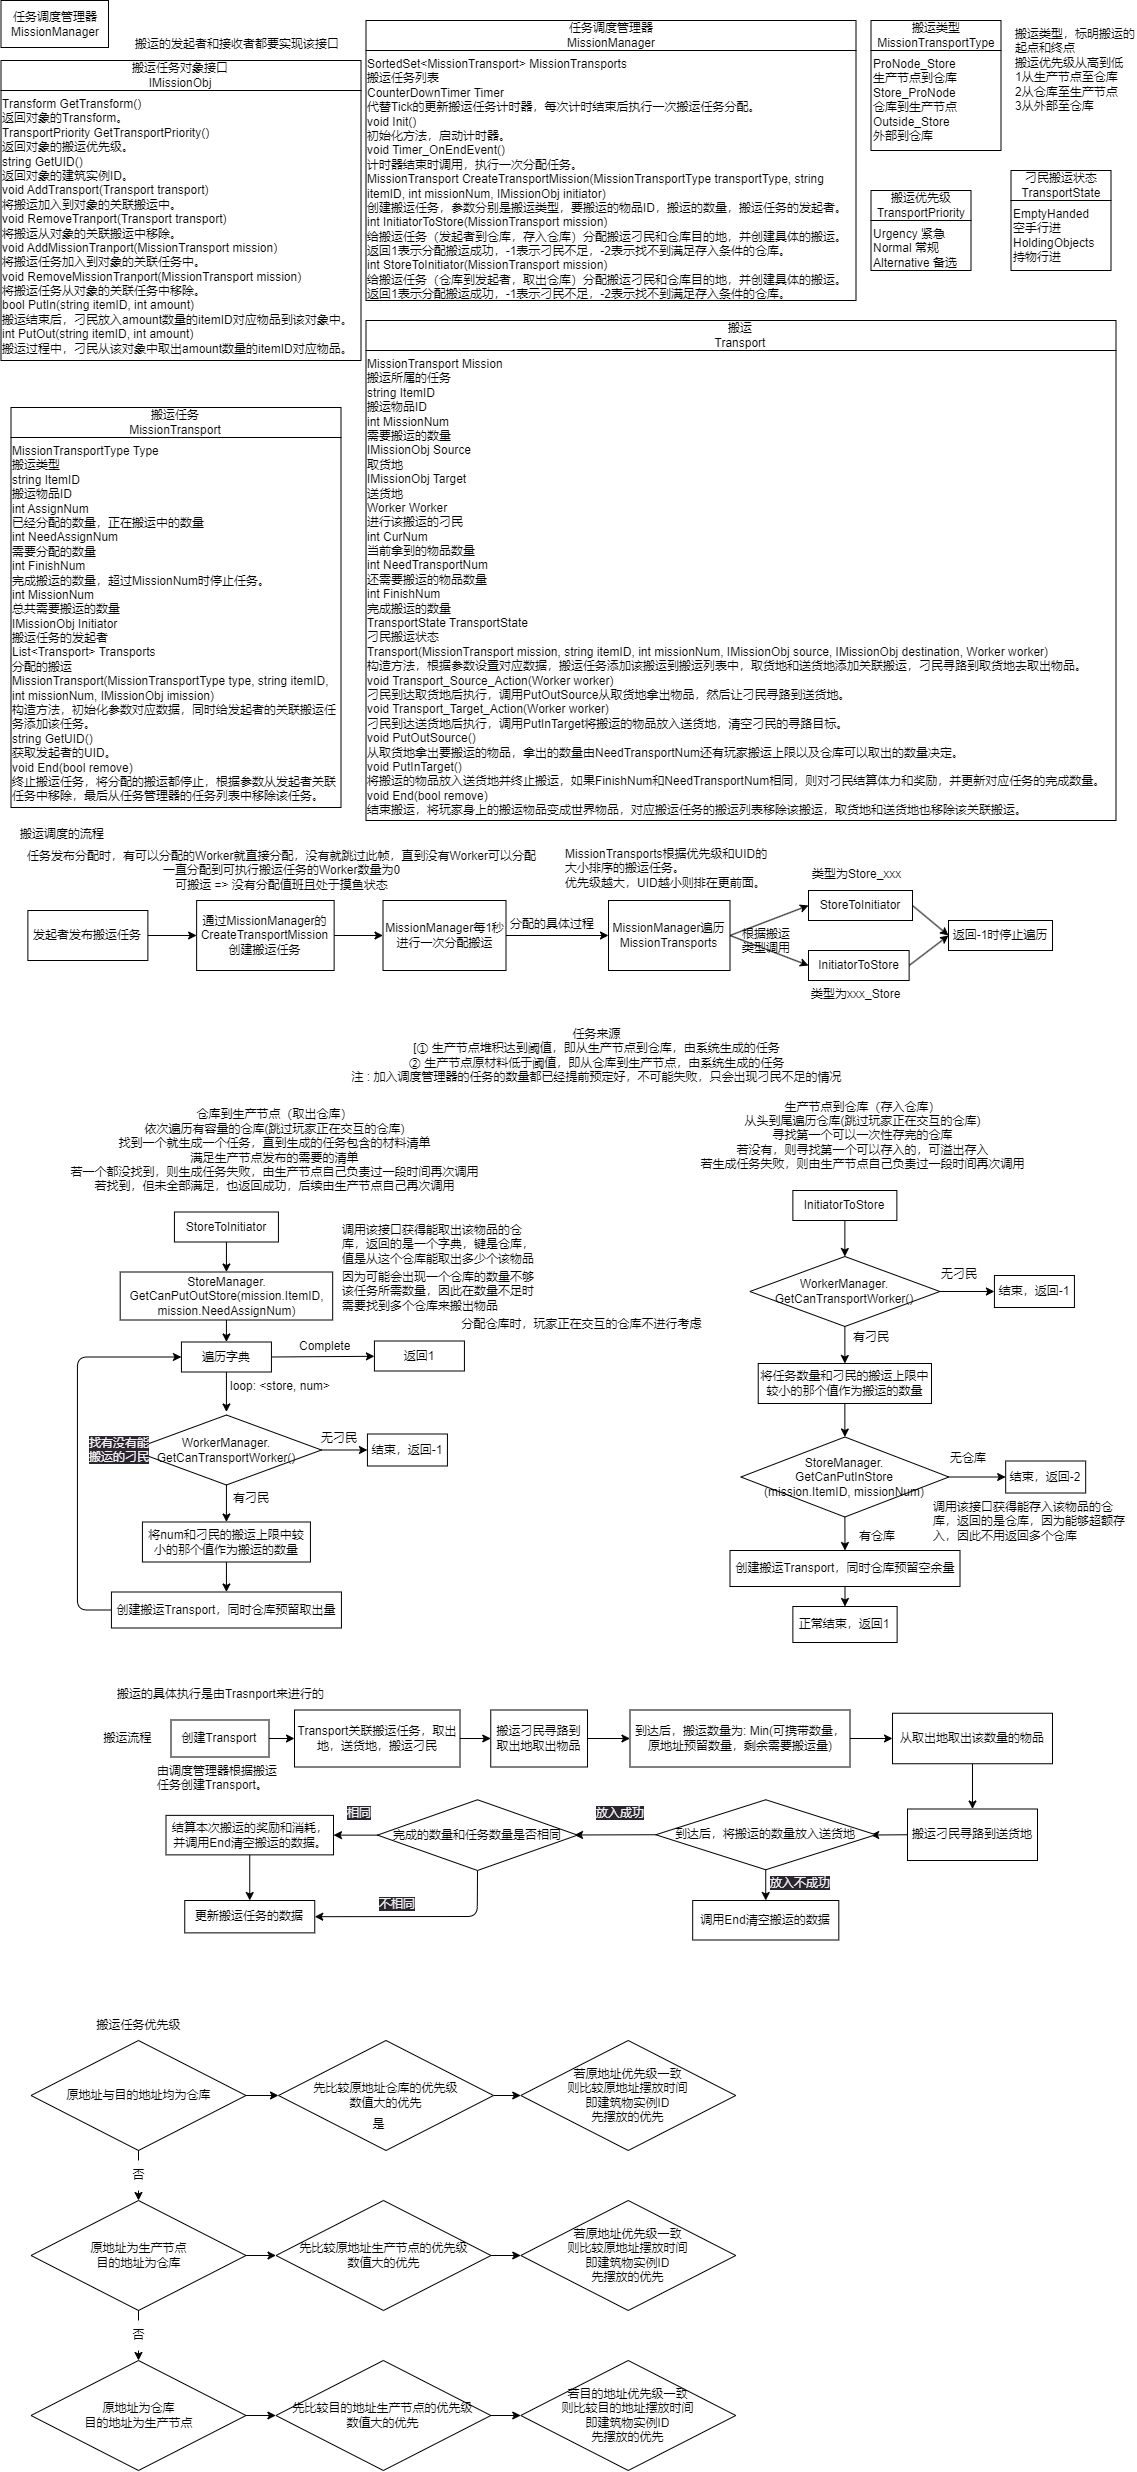 任务调度管理器
MissionManager
搬运的发起者和接收者都要实现该接口
搬运任务对象接口
IMissionObj
Transform GetTransform()
返回对象的Transform。
TransportPriority GetTransportPriority()
返回对象的搬运优先级。
string GetUID()
返回对象的建筑实例ID。
void AddTransport(Transport transport)
将搬运加入到对象的关联搬运中。
void RemoveTranport(Transport transport)
将搬运从对象的关联搬运中移除。
void AddMissionTranport(MissionTransport mission)
将搬运任务加入到对象的关联任务中。
void RemoveMissionTranport(MissionTransport mission)
将搬运任务从对象的关联任务中移除。
bool PutIn(string itemID, int amount)
搬运结束后，刁民放入amount数量的itemID对应物品到该对象中。
int PutOut(string itemID, int amount)
搬运过程中，刁民从该对象中取出amount数量的itemID对应物品。
任务调度管理器
MissionManager
SortedSet<MissionTransport> MissionTransports
搬运任务列表
CounterDownTimer Timer
代替Tick的更新搬运任务计时器，每次计时结束后执行一次搬运任务分配。
void Init()
初始化方法，启动计时器。
void Timer_OnEndEvent()
计时器结束时调用，执行一次分配任务。
MissionTransport CreateTransportMission(MissionTransportType transportType, string
itemID, int missionNum, IMissionObj initiator)
创建搬运任务，参数分别是搬运类型，要搬运的物品ID，搬运的数量，搬运任务的发起者。
int InitiatorToStore(MissionTransport mission)
给搬运任务（发起者到仓库，存入仓库）分配搬运刁民和仓库目的地，并创建具体的搬运。
返回1表示分配搬运成功，-1表示刁民不足，-2表示找不到满足存入条件的仓库。
int StoreToInitiator(MissionTransport mission)
给搬运任务（仓库到发起者，取出仓库）分配搬运刁民和仓库目的地，并创建具体的搬运。
返回1表示分配搬运成功，-1表示刁民不足，-2表示找不到满足存入条件的仓库。
搬运类型
MissionTransportType
ProNode_Store
生产节点到仓库
Store_ProNode
仓库到生产节点
Outside_Store
外部到仓库
搬运类型，标明搬运的
起点和终点
搬运优先级从高到低
1从生产节点至仓库
2从仓库至生产节点
3从外部至仓库
搬运优先级
TransportPriority
Urgency 紧急
Normal 常规
Alternative 备选
刁民搬运状态
TransportState
EmptyHanded
空手行进
HoldingObjects
持物行进
搬运任务
MissionTransport
MissionTransportType Type
搬运类型
string ItemID
搬运物品ID
int AssignNum
已经分配的数量，正在搬运中的数量
int NeedAssignNum
需要分配的数量
int FinishNum
完成搬运的数量，超过MissionNum时停止任务。
int MissionNum
总共需要搬运的数量
IMissionObj Initiator
搬运任务的发起者
List<Transport> Transports
分配的搬运
MissionTransport(MissionTransportType type, string itemID,
int missionNum, IMissionObj imission)
构造方法，初始化参数对应数据，同时给发起者的关联搬运任
务添加该任务。
string GetUID()
获取发起者的UID。
void End(bool remove)
终止搬运任务，将分配的搬运都停止，根据参数从发起者关联
任务中移除，最后从任务管理器的任务列表中移除该任务。
搬运
Transport
MissionTransport Mission
搬运所属的任务
string ItemID
搬运物品ID
int MissionNum
需要搬运的数量
IMissionObj Source
取货地
IMissionObj Target
送货地
Worker Worker
进行该搬运的刁民
int CurNum
当前拿到的物品数量
int NeedTransportNum
还需要搬运的物品数量
int FinishNum
完成搬运的数量
TransportState TransportState
刁民搬运状态
Transport(MissionTransport mission, string itemID, int missionNum, IMissionObj source, IMissionObj destination, Worker worker)
构造方法，根据参数设置对应数据，搬运任务添加该搬运到搬运列表中，取货地和送货地添加关联搬运，刁民寻路到取货地去取出物品。
void Transport_Source_Action(Worker worker)
刁民到达取货地后执行，调用PutOutSource从取货地拿出物品，然后让刁民寻路到送货地。
void Transport_Target_Action(Worker worker)
刁民到达送货地后执行，调用PutInTarget将搬运的物品放入送货地，清空刁民的寻路目标。
void PutOutSource()
从取货地拿出要搬运的物品，拿出的数量由NeedTransportNum还有玩家搬运上限以及仓库可以取出的数量决定。
void PutInTarget()
将搬运的物品放入送货地并终止搬运，如果FinishNum和NeedTransportNum相同，则对刁民结算体力和奖励，并更新对应任务的完成数量。
void End(bool remove)
结束搬运，将玩家身上的搬运物品变成世界物品，对应搬运任务的搬运列表移除该搬运，取货地和送货地也移除该关联搬运。
搬运调度的流程
任务发布分配时，有可以分配的Worker就直接分配，没有就跳过此帧，直到没有Worker可以分配
一直分配到可执行搬运任务的Worker数量为0
可搬运 => 没有分配值班且处于摸鱼状态
MissionTransports根据优先级和UID的
大小排序的搬运任务。
优先级越大，UID越小则排在更前面。
类型为Store_xxx
发起者发布搬运任务
通过MissionManager的
CreateTransportMission
创建搬运任务
MissionManager每1秒
进行一次分配搬运
分配的具体过程
MissionManager遍历
MissionTransports
根据搬运
类型调用
StoreToInitiator
InitiatorToStore
返回-1时停止遍历
类型为xxx_Store
任务来源
[① 生产节点堆积达到阈值，即从生产节点到仓库，由系统生成的任务
② 生产节点原材料低于阈值，即从仓库到生产节点，由系统生成的任务
注 : 加入调度管理器的任务的数量都已经提前预定好，不可能失败，只会出现刁民不足的情况
仓库到生产节点（取出仓库）
依次遍历有容量的仓库(跳过玩家正在交互的仓库)
找到一个就生成一个任务，直到生成的任务包含的材料清单
满足生产节点发布的需要的清单
若一个都没找到，则生成任务失败，由生产节点自己负责过一段时间再次调用
若找到，但未全部满足，也返回成功，后续由生产节点自己再次调用
生产节点到仓库（存入仓库）
从头到尾遍历仓库(跳过玩家正在交互的仓库)
寻找第一个可以一次性存完的仓库
若没有，则寻找第一个可以存入的，可溢出存入
若生成任务失败，则由生产节点自己负责过一段时间再次调用
StoreToInitiator
调用该接口获得能取出该物品的仓
库，返回的是一个字典，键是仓库，
值是从这个仓库能取出多少个该物品
因为可能会出现一个仓库的数量不够
该任务所需数量，因此在数量不足时
需要找到多个仓库来搬出物品
StoreManager.
GetCanPutOutStore(mission.ItemID,
mission.NeedAssignNum)
分配仓库时，玩家正在交互的仓库不进行考虑
遍历字典
Complete
返回1
loop: <store, num>
找有没有能
搬运的刁民
WorkerManager.
GetCanTransportWorker()
无刁民
结束，返回-1
有刁民
将num和刁民的搬运上限中较
小的那个值作为搬运的数量
创建搬运Transport，同时仓库预留取出量
InitiatorToStore
WorkerManager.
GetCanTransportWorker()
无刁民
结束，返回-1
有刁民
将任务数量和刁民的搬运上限中
较小的那个值作为搬运的数量
StoreManager.
GetCanPutInStore
(mission.ItemID, missionNum)
无仓库
结束，返回-2
调用该接口获得能存入该物品的仓
库，返回的是仓库，因为能够超额存
入，因此不用返回多个仓库
有仓库
创建搬运Transport，同时仓库预留空余量
正常结束，返回1
搬运的具体执行是由Trasnport来进行的
搬运流程
创建Transport
由调度管理器根据搬运
任务创建Transport。
Transport关联搬运任务，取出
地，送货地，搬运刁民
搬运刁民寻路到
取出地取出物品
到达后，搬运数量为: Min(可携带数量，
原地址预留数量，剩余需要搬运量)
从取出地取出该数量的物品
搬运刁民寻路到送货地
到达后，将搬运的数量放入送货地
放入成功
放入不成功
调用End清空搬运的数据
完成的数量和任务数量是否相同
相同
不相同
结算本次搬运的奖励和消耗，
并调用End清空搬运的数据。
更新搬运任务的数据
搬运任务优先级
原地址与目的地址均为仓库
先比较原地址仓库的优先级
数值大的优先
是
若原地址优先级一致
则比较原地址摆放时间
即建筑物实例ID
先摆放的优先
否
原地址为生产节点
目的地址为仓库
先比较原地址生产节点的优先级
数值大的优先
若原地址优先级一致
则比较原地址摆放时间
即建筑物实例ID
先摆放的优先
否
原地址为仓库
目的地址为生产节点
先比较目的地址生产节点的优先级
数值大的优先
若目的地址优先级一致
则比较目的地址摆放时间
即建筑物实例ID
先摆放的优先